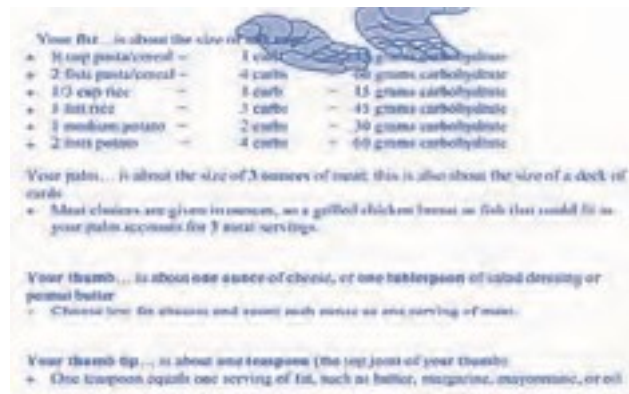 Your fist... is about the size of
+ ½ cup pasta/cereal – 1 carb grams carbohydrate
+ 2 fists pasta/cereal – 4 carbs 60 grams carbohydrate
+ 1/3 cup rice – 1 carb – 15 grams carbohydrate
+ 1 fist rice – 3 carbs – 45 grams carbohydrate
+ 1 medium potato – 2 carbs – 30 grams carbohydrate
+ 2 fists potato – 4 carbs – 60 grams carbohydrate
Your palm... is about the size of 3 ounces of meat; this is also about the size of a deck of
cards
+ Meat choices are given in ounces, so a grilled chicken breast or fish that could fit in
your palm accounts for 3 meat servings.
Your thumb... is about one ounce of cheese, or one tablespoon of salad dressing or
peanut butter
- Choose low fat cheeses and count each ounce as one serving of meat.
Your thumb tip... is about one teaspoon (the top joint of your thumb)
+ One teaspoon equals one serving of fat, such as butter, margarine, mayonnaise, or oil